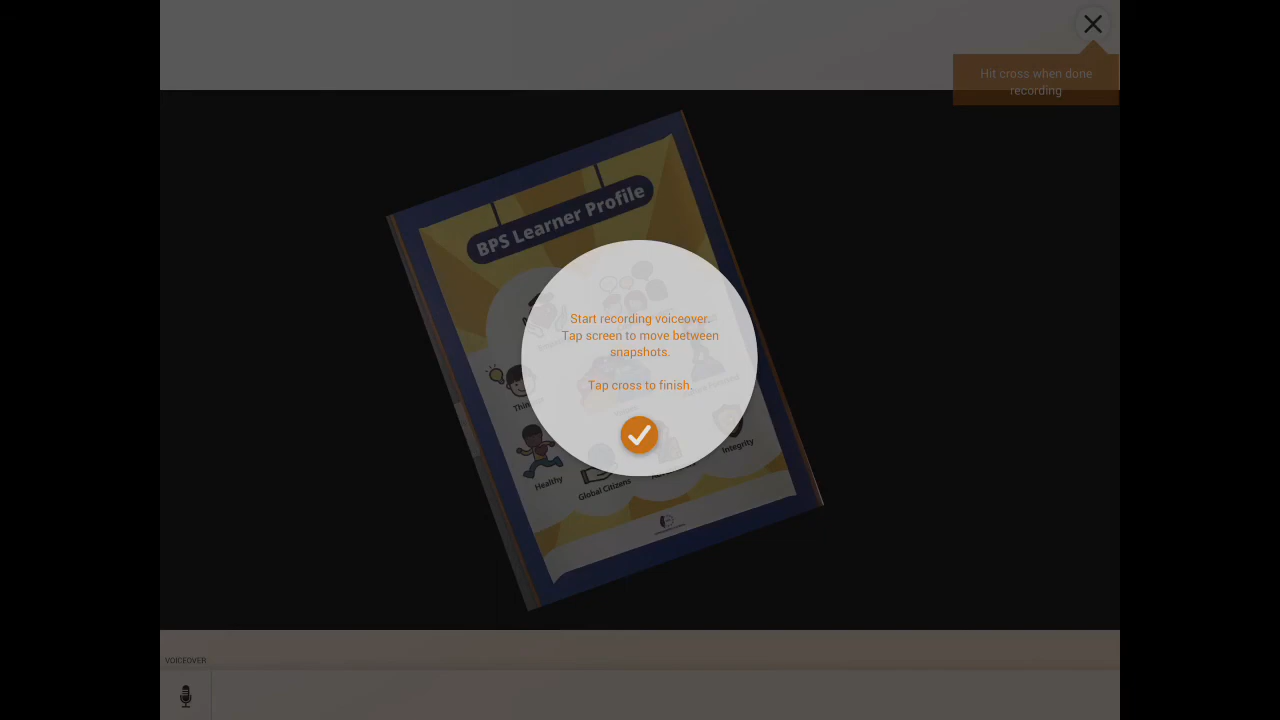 Hit cross when done
recording
BPS Learner Profile
Start recording voiceover.
Tap screen to move between
snapshots.
Tap cross to finish.
Healthy
Global Citizens
Integrity
VOICEOVER